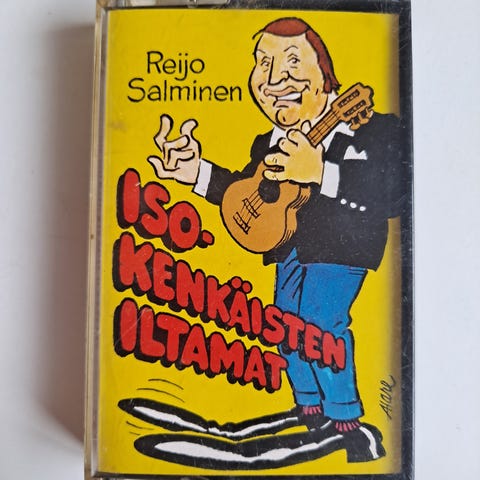 Reijo
Salminen
ISO-
KENKÄISTEN
ILTAMAT